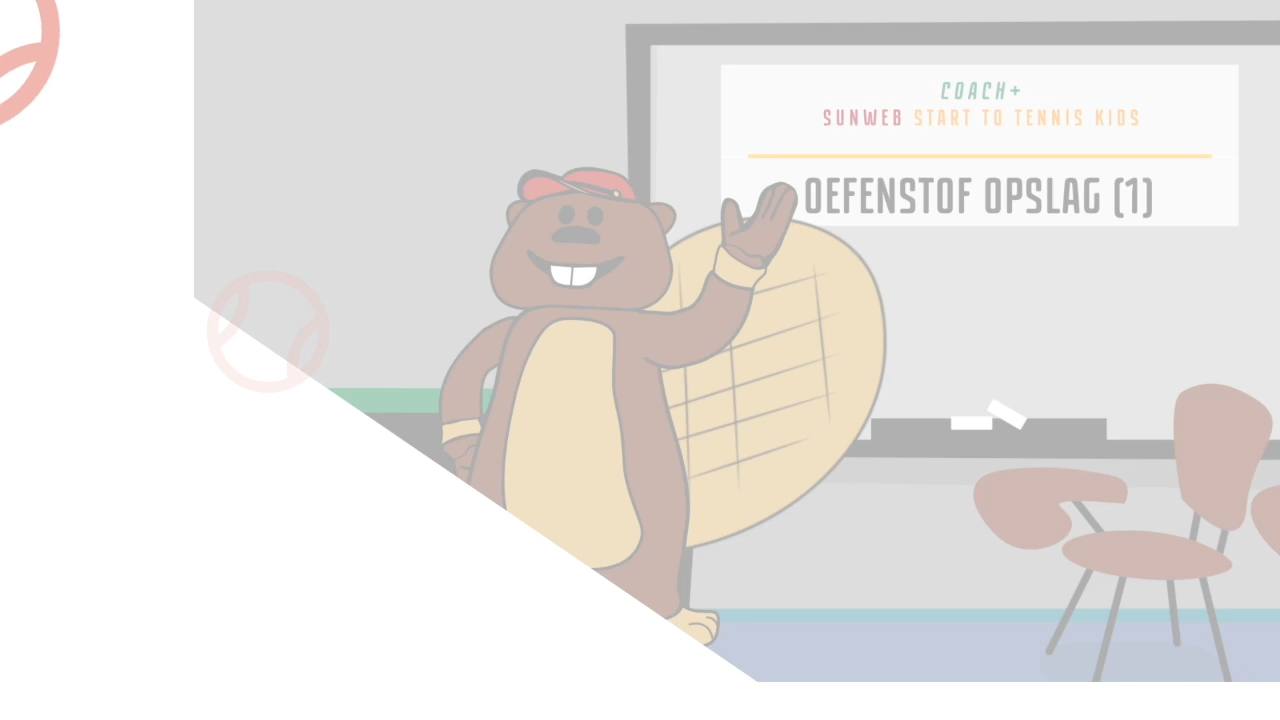 COACH+
SUNWEB START TO TENNIS KIDS
OEFENSTOF OPSLAG (1)